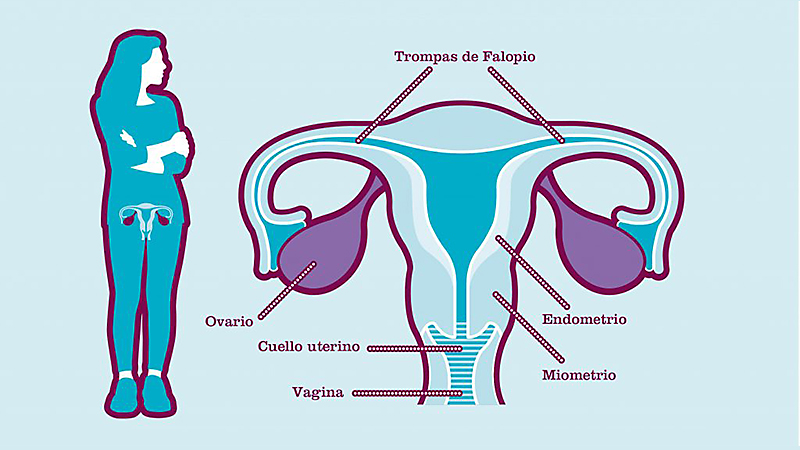 Trompas de Falopio
Ovario
Endometrio
Cuello uterino
Miometrio
Vagina